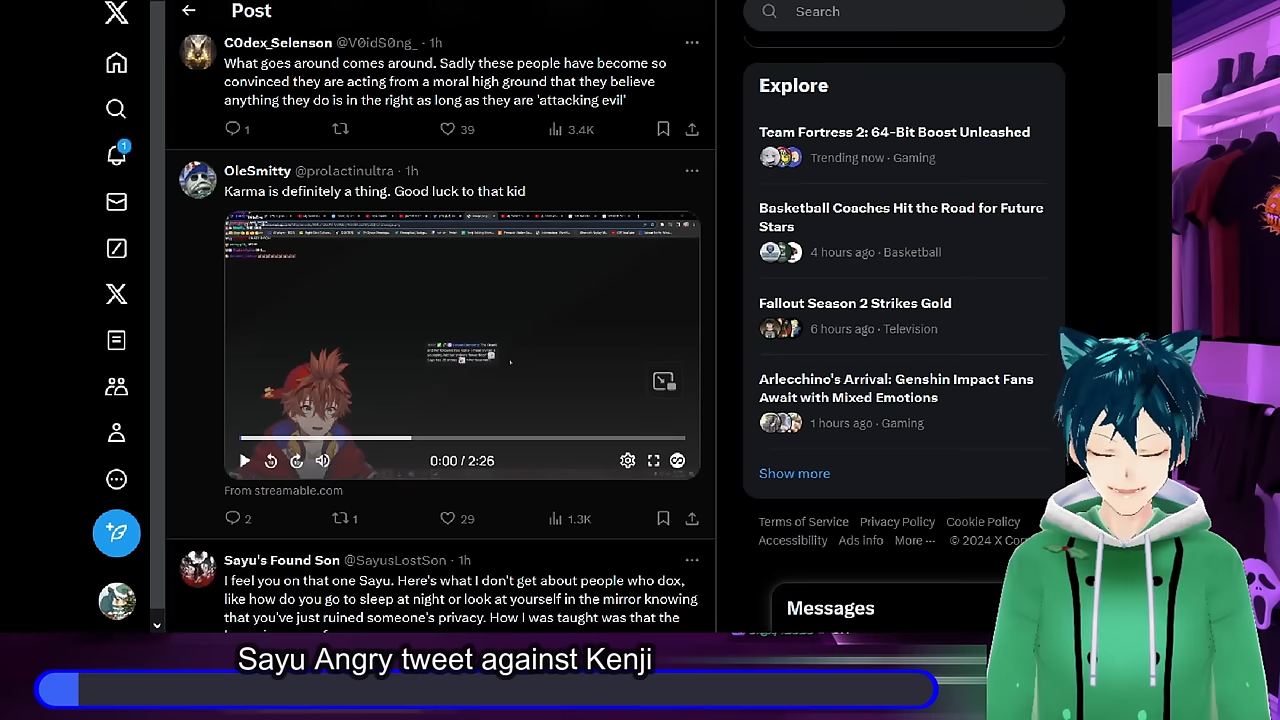 Post
Search
C0dex_Selenson @V0idS0ng_ · 1h
What goes around comes around. Sadly these people have become so
convinced they are acting from a moral high ground that they believe
anything they do is in the right as long as they are 'attacking evil'
1
39
3.4K
OleSmitty @prolactinultra · 1h
Karma is definitely a thing. Good luck to that kid
0:00 / 2:26
From streamable.com
2
1
29
1.3K
Sayu's Found Son @SayusLostSon · 1h
I feel you on that one Sayu. Here's what I don't get about people who dox,
like how do you go to sleep at night or look at yourself in the mirror knowing
that you've just ruined someone's privacy. How I was taught was that the
1
Explore
Team Fortress 2: 64-Bit Boost Unleashed
Trending now · Gaming
Basketball Coaches Hit the Road for Future
Stars
4 hours ago · Basketball
Fallout Season 2 Strikes Gold
6 hours ago · Television
Arlecchino's Arrival: Genshin Impact Fans
Await with Mixed Emotions
1 hours ago · Gaming
Show more
Terms of Service Privacy Policy Cookie Policy
Accessibility Ads info More ··· © 2024 X Corp
Messages
Sayu Angry tweet against Kenji